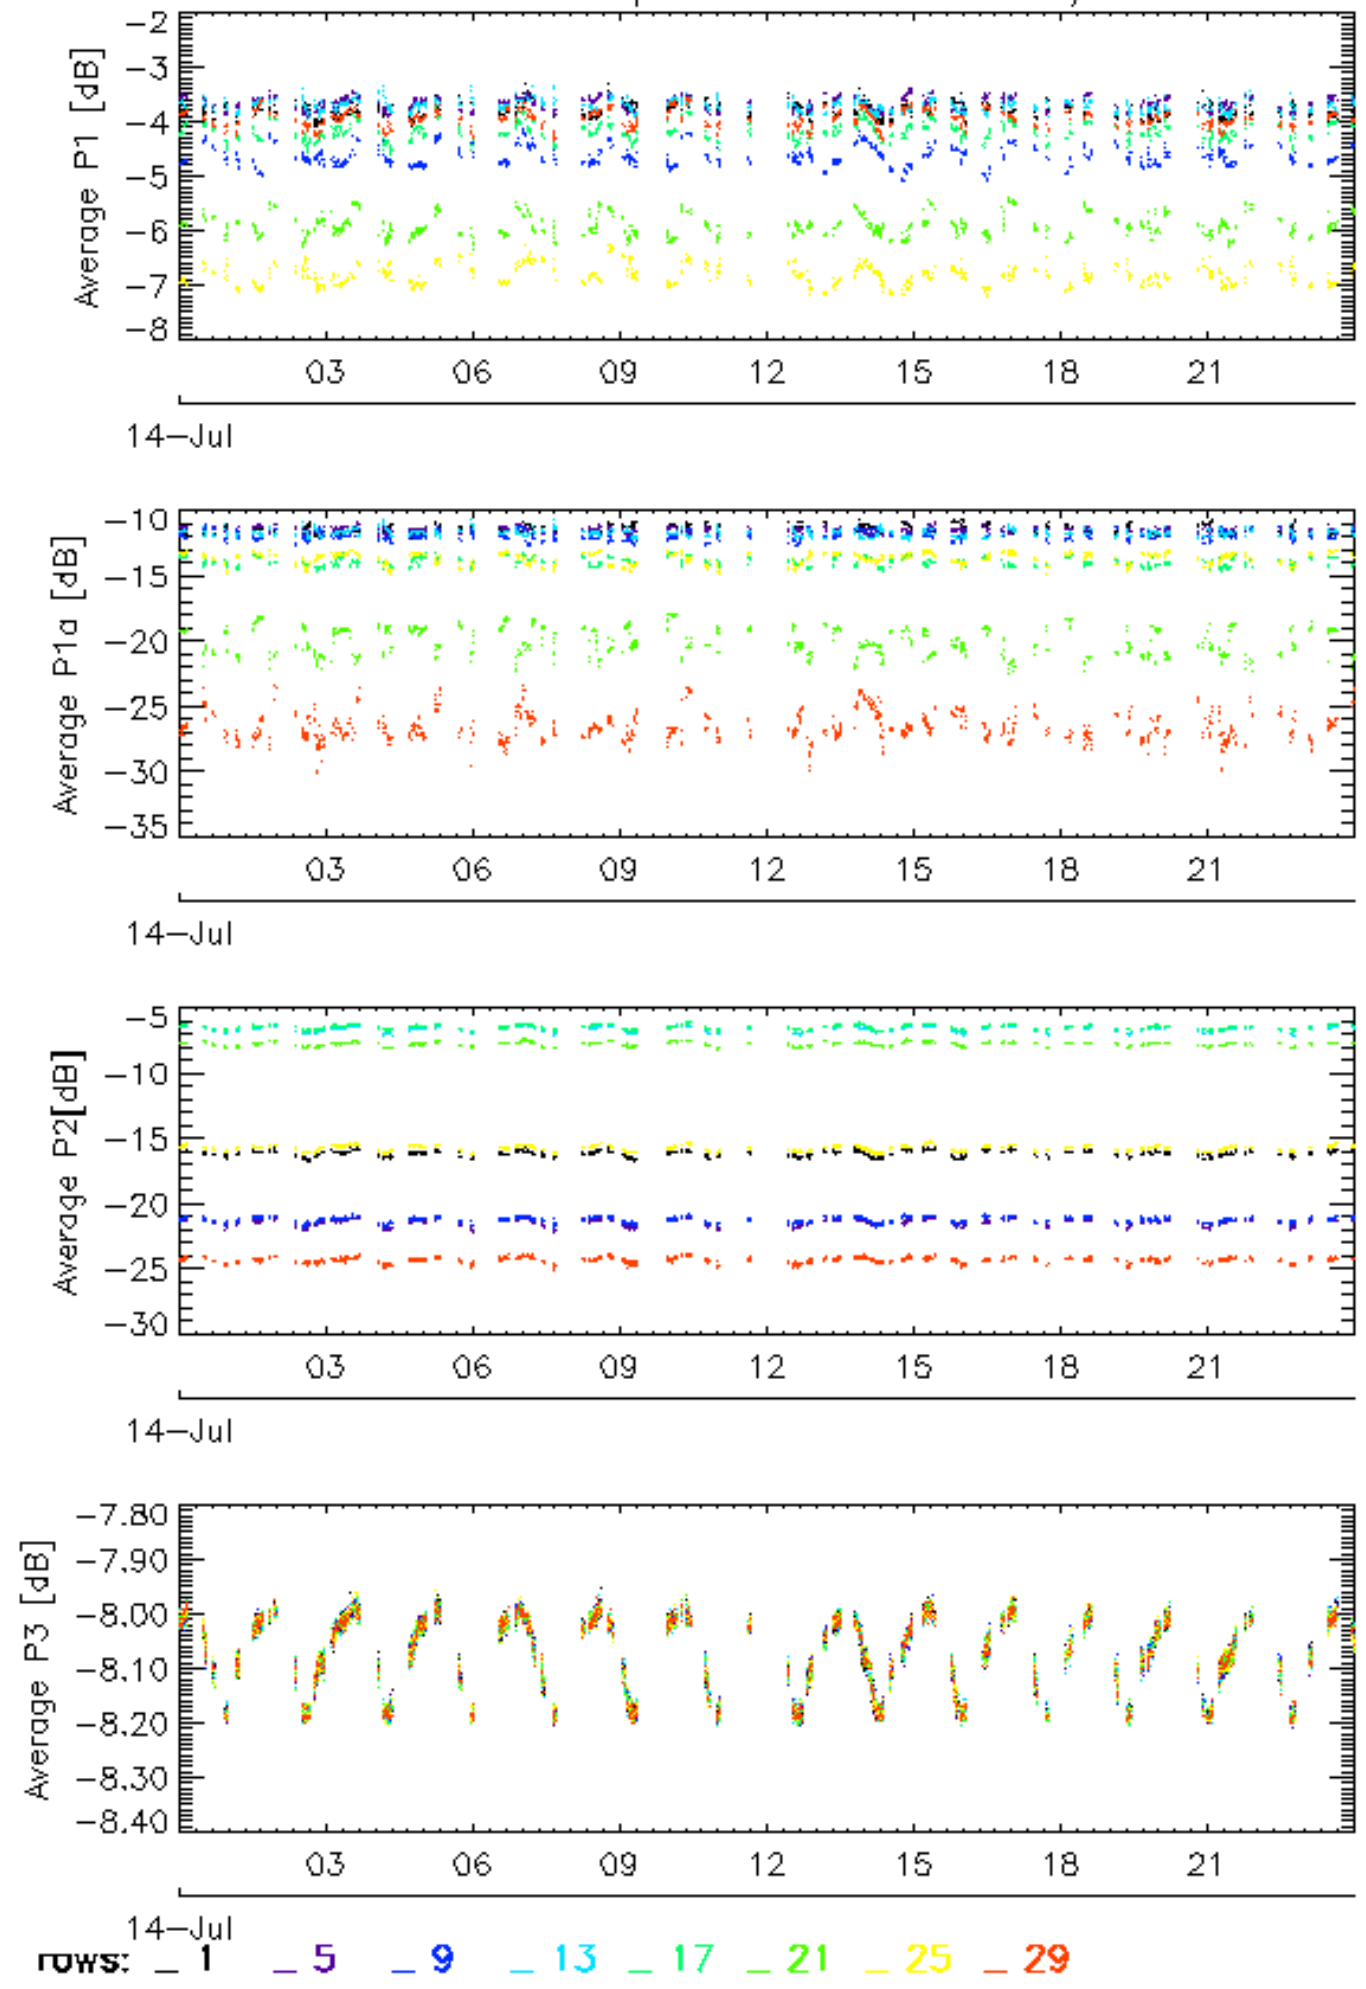 Average P1 [dB]
-2
-3
-4
-5
-6
-7
-8
03 06 09 12 15 18 21
14-Jul
Average P1a [dB]
-10
-15
-20
-25
-30
-35
03 06 09 12 15 18 21
14-Jul
Average P2[dB]
-5
-10
-15
-20
-25
-30
03 06 09 12 15 18 21
14-Jul
Average P3 [dB]
-7.80
-7.90
-8.00
-8.10
-8.20
-8.30
-8.40
03 06 09 12 15 18 21
14-Jul
rows: _ 1 _ 5 _ 9 _ 13 _ 17 _ 21 _ 25 _ 29